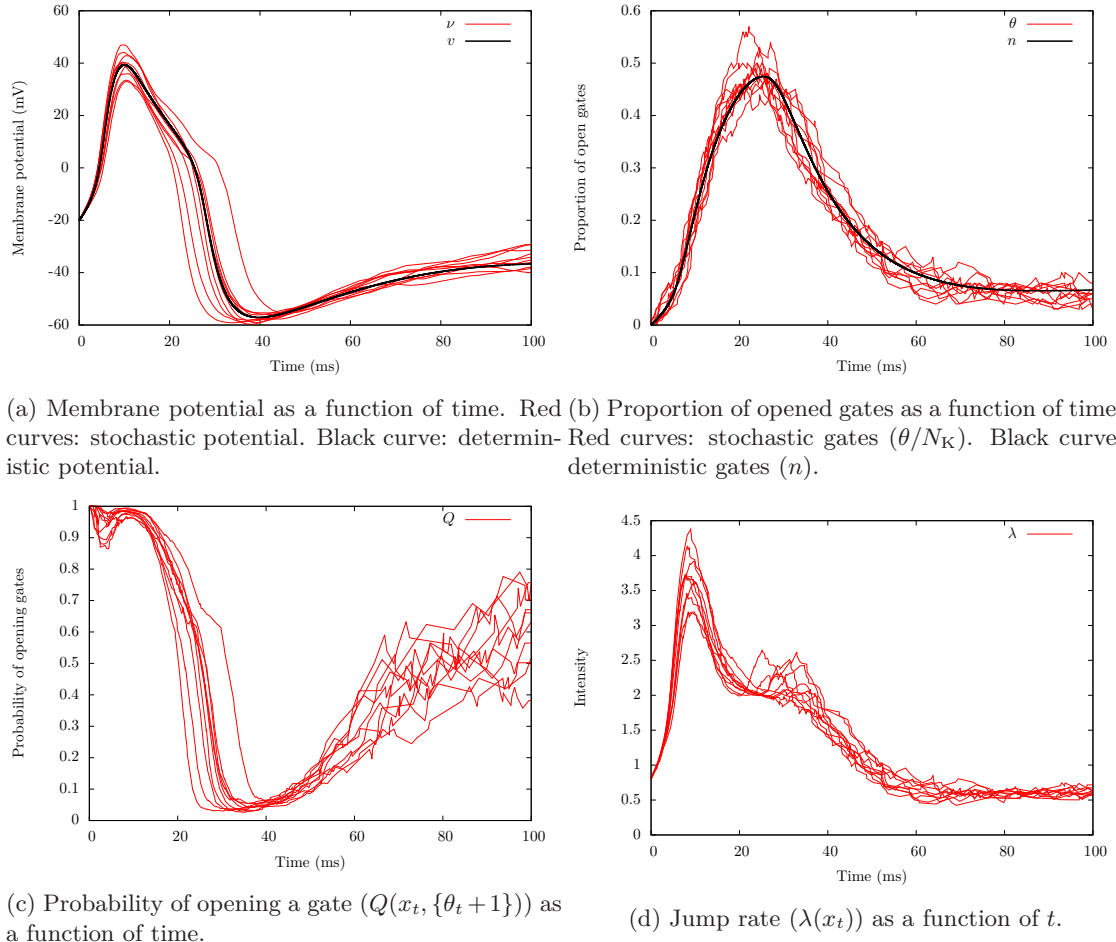 60
40
20
0
-20
-40
-60
0 20 40 60 80 100
Membrane potential (mV)
Time (ms)
ν
v
0.6
0.5
0.4
0.3
0.2
0.1
0
0 20 40 60 80 100
Proportion of open gates
Time (ms)
θ
n
(a) Membrane potential as a function of time. Red
curves: stochastic potential. Black curve: determin-
istic potential.
(b) Proportion of opened gates as a function of time
Red curves: stochastic gates (θ/N_K). Black curve
deterministic gates (n).
1
0.9
0.8
0.7
0.6
0.5
0.4
0.3
0.2
0.1
0
0 20 40 60 80 100
Probability of opening gates
Time (ms)
Q
4.5
4
3.5
3
2.5
2
1.5
1
0.5
0
0 20 40 60 80 100
Intensity
Time (ms)
λ
(c) Probability of opening a gate (Q(x_t, {θ_t + 1})) as
a function of time.
(d) Jump rate (λ(x_t)) as a function of t.